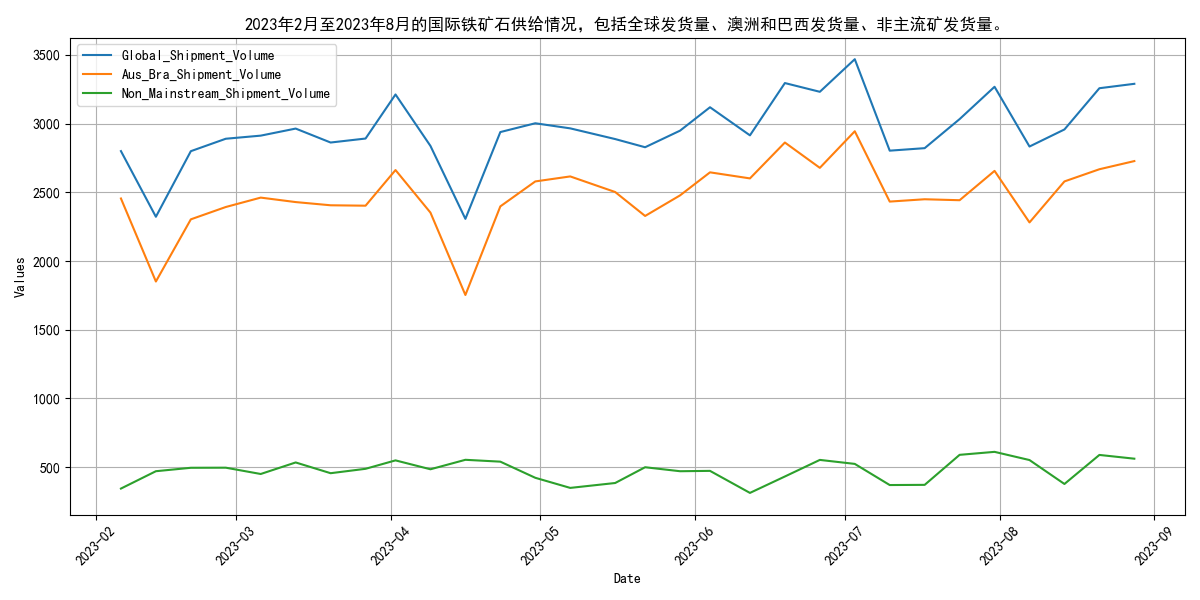 2023年2月至2023年8月的国际铁矿石供给情况，包括全球发货量、澳洲和巴西发货量、非主流矿发货量。
Global_Shipment_Volume
Aus_Bra_Shipment_Volume
Non_Mainstream_Shipment_Volume
3500
3000
2500
2000
1500
1000
500
Values
2023-02
2023-03
2023-04
2023-05
2023-06
2023-07
2023-08
2023-09
Date